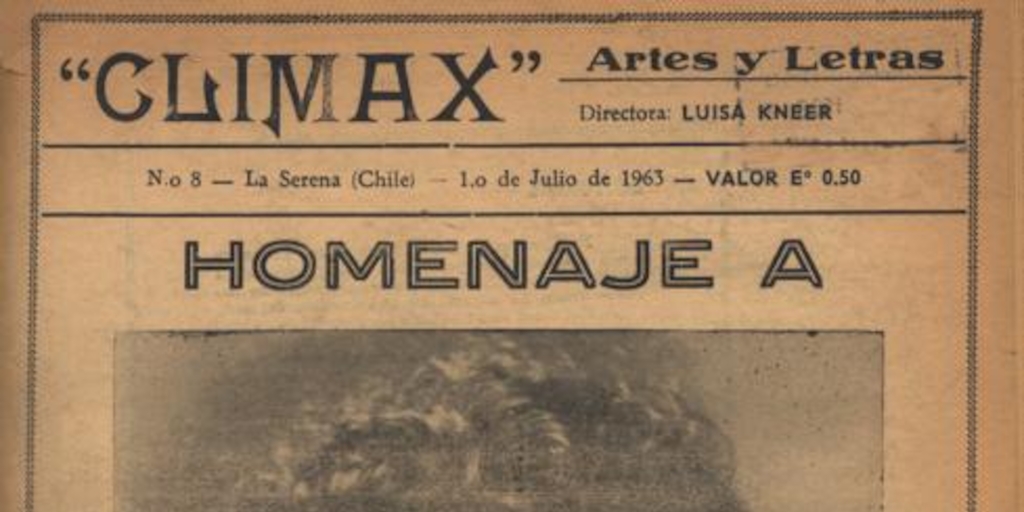 “CLIMAX”
Artes y Letras
Directora: LUISA KNEER
N.o 8 — La Serena (Chile) — 1.o de Julio de 1963 — VALOR Eº 0.50
HOMENAJE A